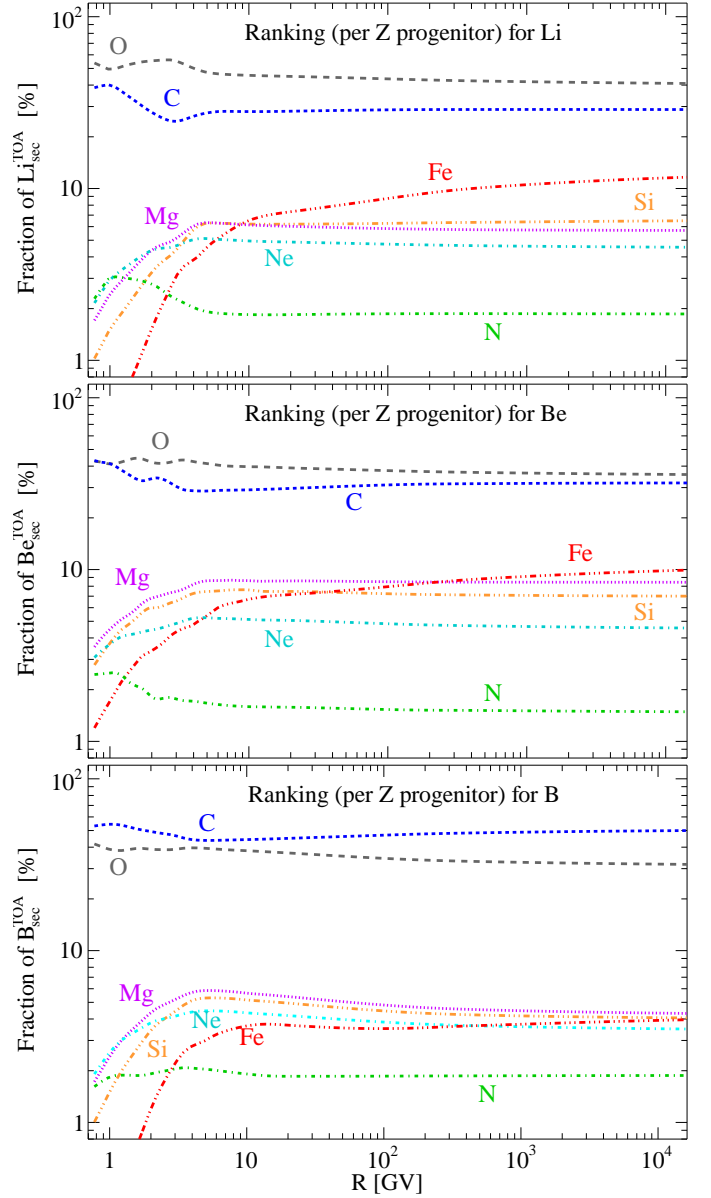 Ranking (per Z progenitor) for Li
10^2
10
1
Fraction of Li_sec^TOA [%]
O
C
Fe
Mg
Si
Ne
N
Ranking (per Z progenitor) for Be
10^2
10
1
Fraction of Be_sec^TOA [%]
O
C
Fe
Mg
Si
Ne
N
Ranking (per Z progenitor) for B
10^2
10
1
Fraction of B_sec^TOA [%]
C
O
Mg
Ne
Si
Fe
N
1 10 10^2 10^3 10^4
R [GV]